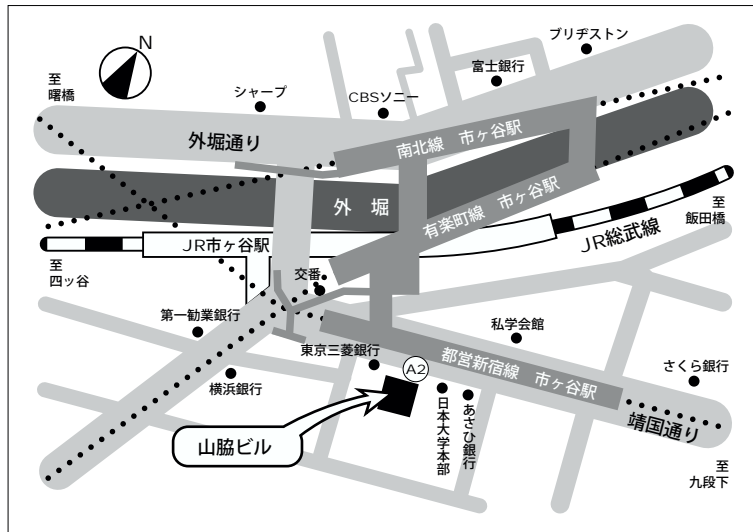 ブリヂストン
N
富士銀行
至
曙橋
シャープ
CBSソニー
外堀通り
南北線 市ヶ谷駅
外 堀
有楽町線 市ヶ谷駅
至
飯田橋
JR総武線
JR市ヶ谷駅
至
四ッ谷
交番
第一勧業銀行
私学会館
東京三菱銀行
A2
都営新宿線 市ヶ谷駅
さくら銀行
横浜銀行
日本大学本部
あさひ銀行
靖国通り
山脇ビル
至
九段下